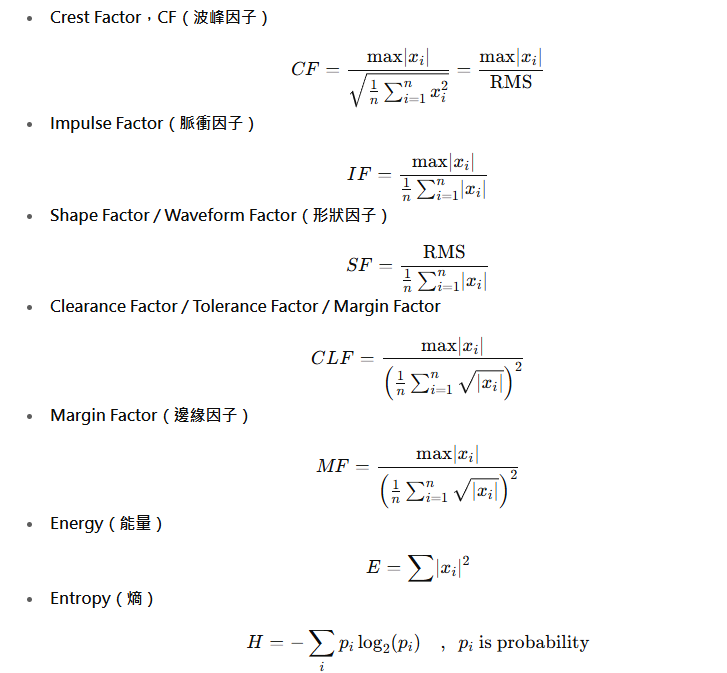 • Crest Factor，CF（波峰因子）
CF = \frac{\max|x_i|}{\sqrt{\frac{1}{n}\sum_{i=1}^{n} x_i^2}} = \frac{\max|x_i|}{\text{RMS}}
• Impulse Factor（脈衝因子）
IF = \frac{\max|x_i|}{\frac{1}{n}\sum_{i=1}^{n}|x_i|}
• Shape Factor / Waveform Factor（形狀因子）
SF = \frac{\text{RMS}}{\frac{1}{n}\sum_{i=1}^{n}|x_i|}
• Clearance Factor / Tolerance Factor / Margin Factor
CLF = \frac{\max|x_i|}{\left(\frac{1}{n}\sum_{i=1}^{n}\sqrt{|x_i|}\right)^2}
• Margin Factor（邊緣因子）
MF = \frac{\max|x_i|}{\left(\frac{1}{n}\sum_{i=1}^{n}\sqrt{|x_i|}\right)^2}
• Energy（能量）
E = \sum|x_i|^2
• Entropy（熵）
H = -\sum_i p_i \log_2(p_i) , p_i is probability